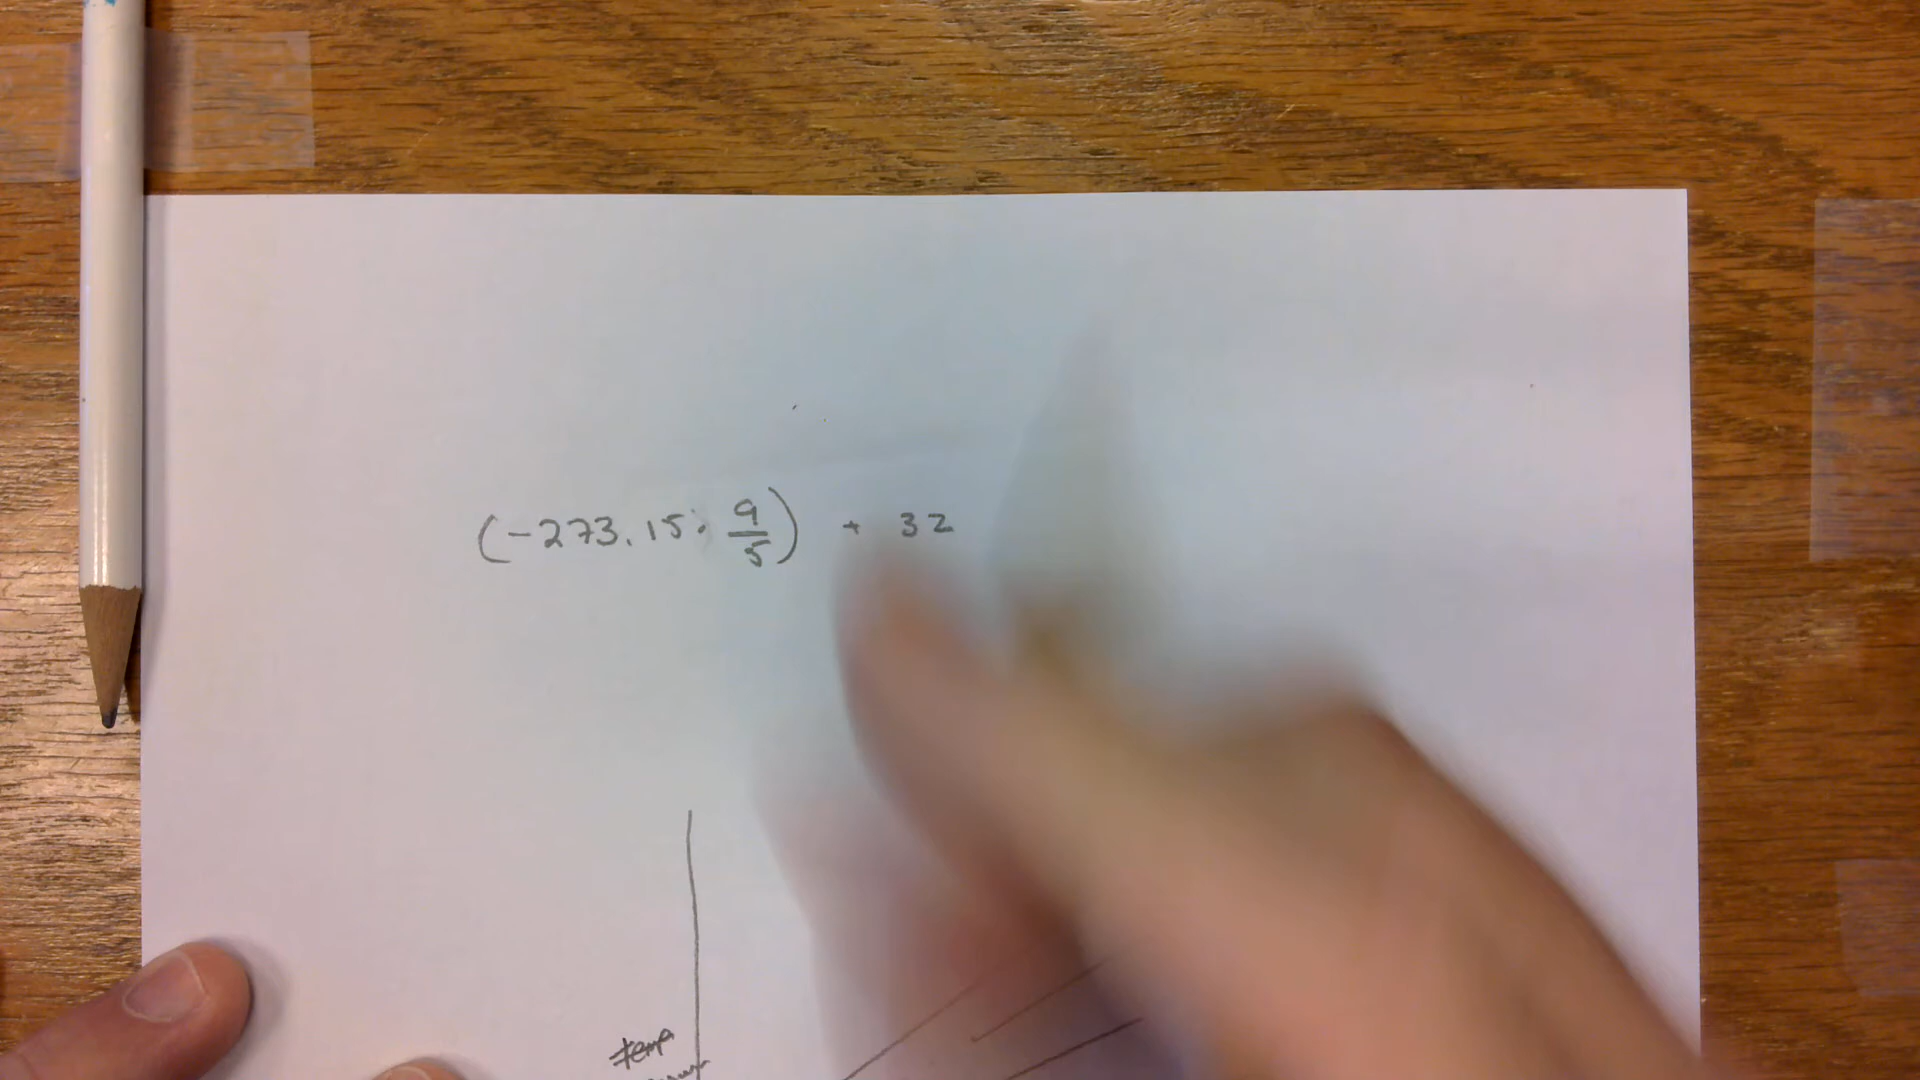 (-273.15 · 9/5) + 32
temp